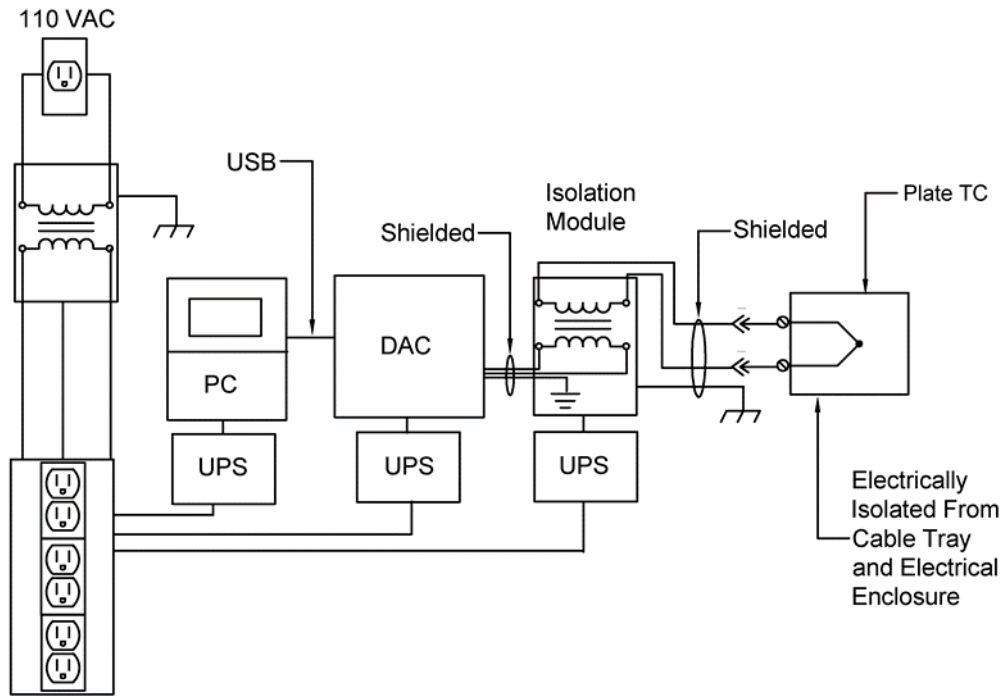 110 VAC
USB
Isolation
Module
Plate TC
Shielded
Shielded
DAC
PC
UPS
UPS
UPS
Electrically
Isolated From
Cable Tray
and Electrical
Enclosure